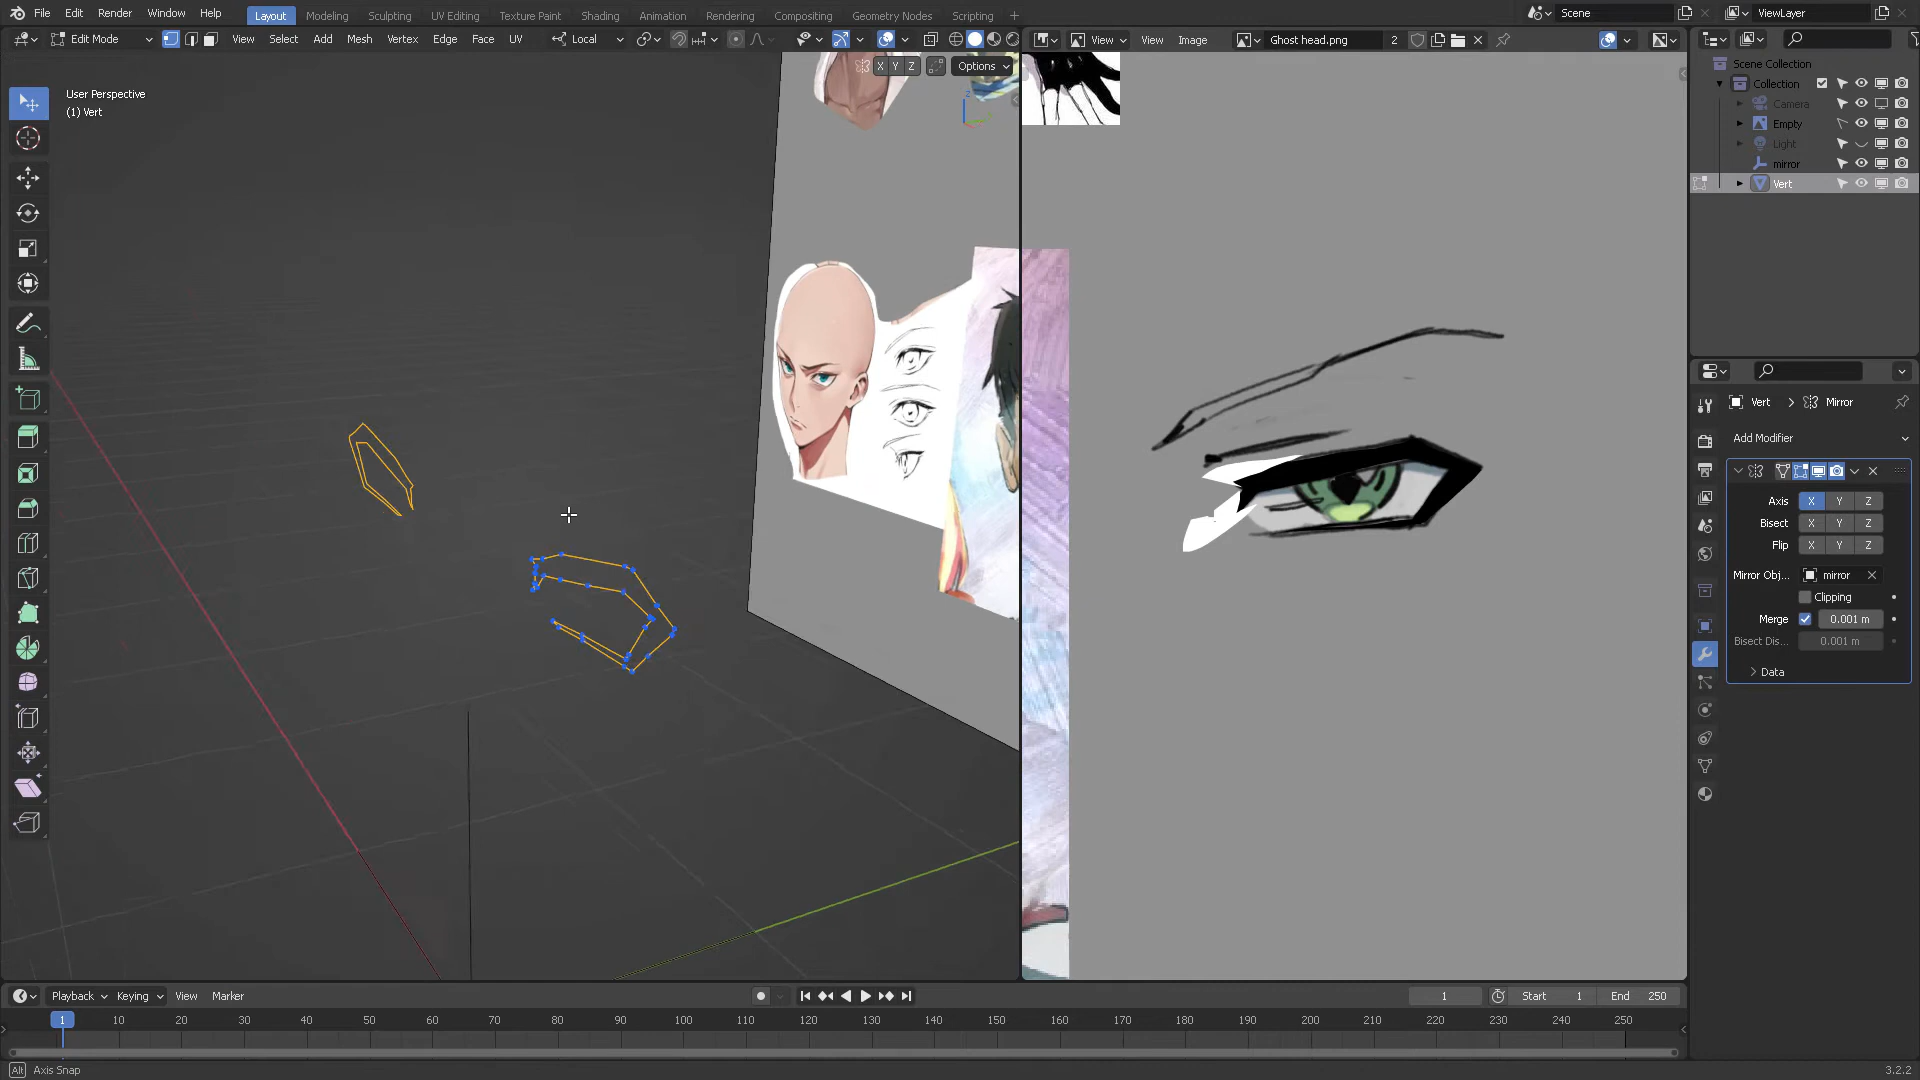 File Edit Render Window Help Layout Modeling Sculpting UV Editing Texture Paint Shading Animation Rendering Compositing Geometry Nodes Scripting + Scene ViewLayer
Edit Mode View Select Add Mesh Vertex Edge Face UV Local View View Image Ghost head.png 2
X Y Z Options
User Perspective
(1) Vert
Scene Collection
Collection
Camera
Empty
Light
mirror
Vert
Vert > Mirror
Add Modifier
Axis X Y Z
Bisect X Y Z
Flip X Y Z
Mirror Obj... mirror
Clipping
Merge 0.001 m
Bisect Dis... 0.001 m
Data
Playback Keying View Marker 1 Start 1 End 250
1 10 20 30 40 50 60 70 80 90 100 110 120 130 140 150 160 170 180 190 200 210 220 230 240 250
Alt Axis Snap 3.2.2